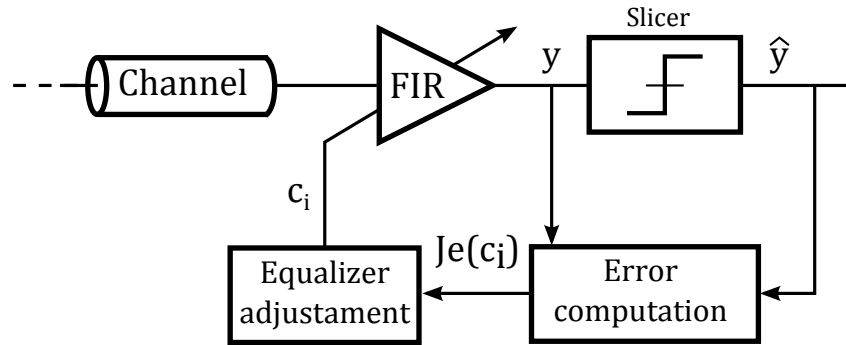 Slicer
Channel
FIR
y
ŷ
cᵢ
Je(cᵢ)
Equalizer
adjustament
Error
computation